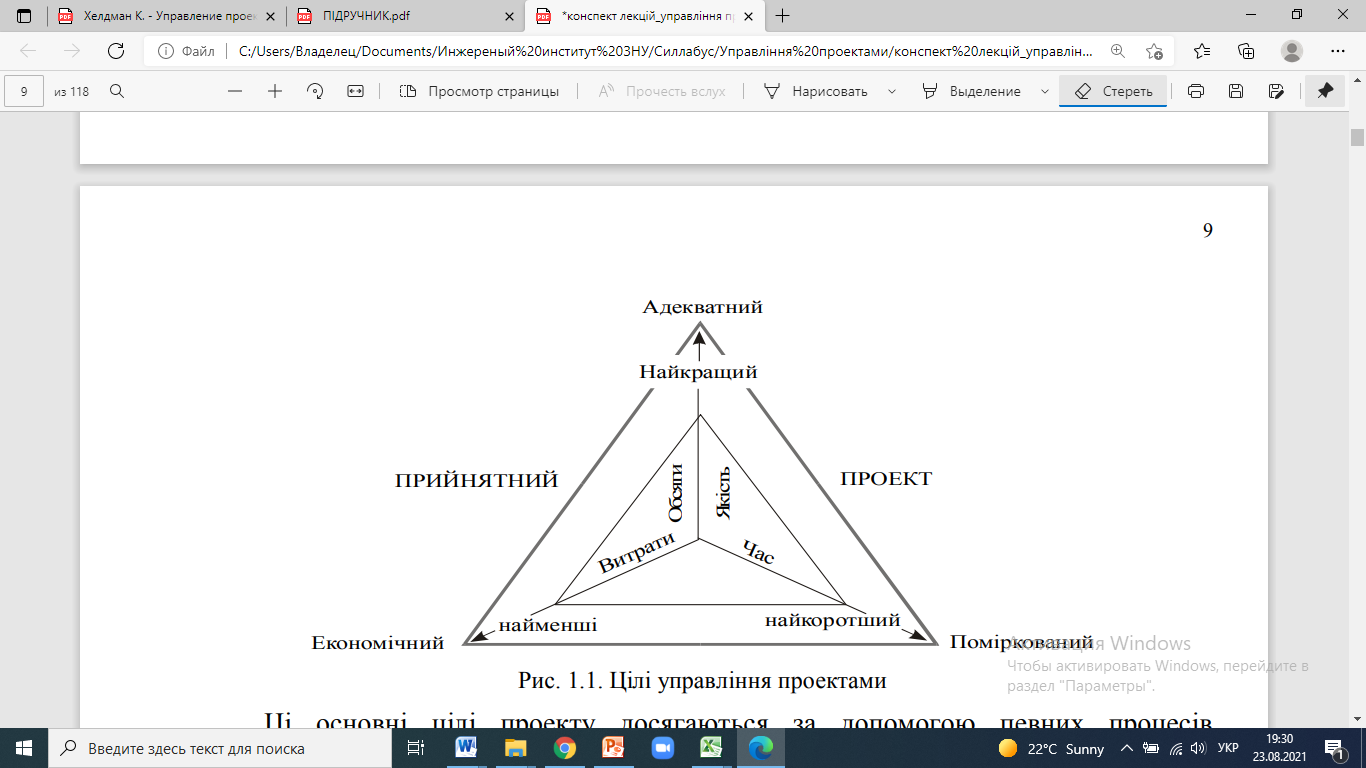 Хелдман К. - Управление проек
ПІДРУЧНИК.pdf
*конспект лекцій_управління п
Файл
C:/Users/Владелец/Documents/Инжереный%20институт%20ЗНУ/Силлабус/Управління%20проектами/конспект%20лекцій_управлін...
9 из 118
Просмотр страницы
Прочесть вслух
Нарисовать
Выделение
Стереть
9
Адекватний
Найкращий
ПРИЙНЯТНИЙ
ПРОЕКТ
Обсяги
Якість
Витрати
Час
найменші
найкоротший
Економічний
Поміркований
Активация Windows
Чтобы активировать Windows, перейдите в
раздел "Параметры".
Рис. 1.1. Цілі управління проектами
Ці основні цілі проекту досягаються за допомогою певних процесів
Введите здесь текст для поиска
22°C Sunny
УКР
19:30
23.08.2021
1